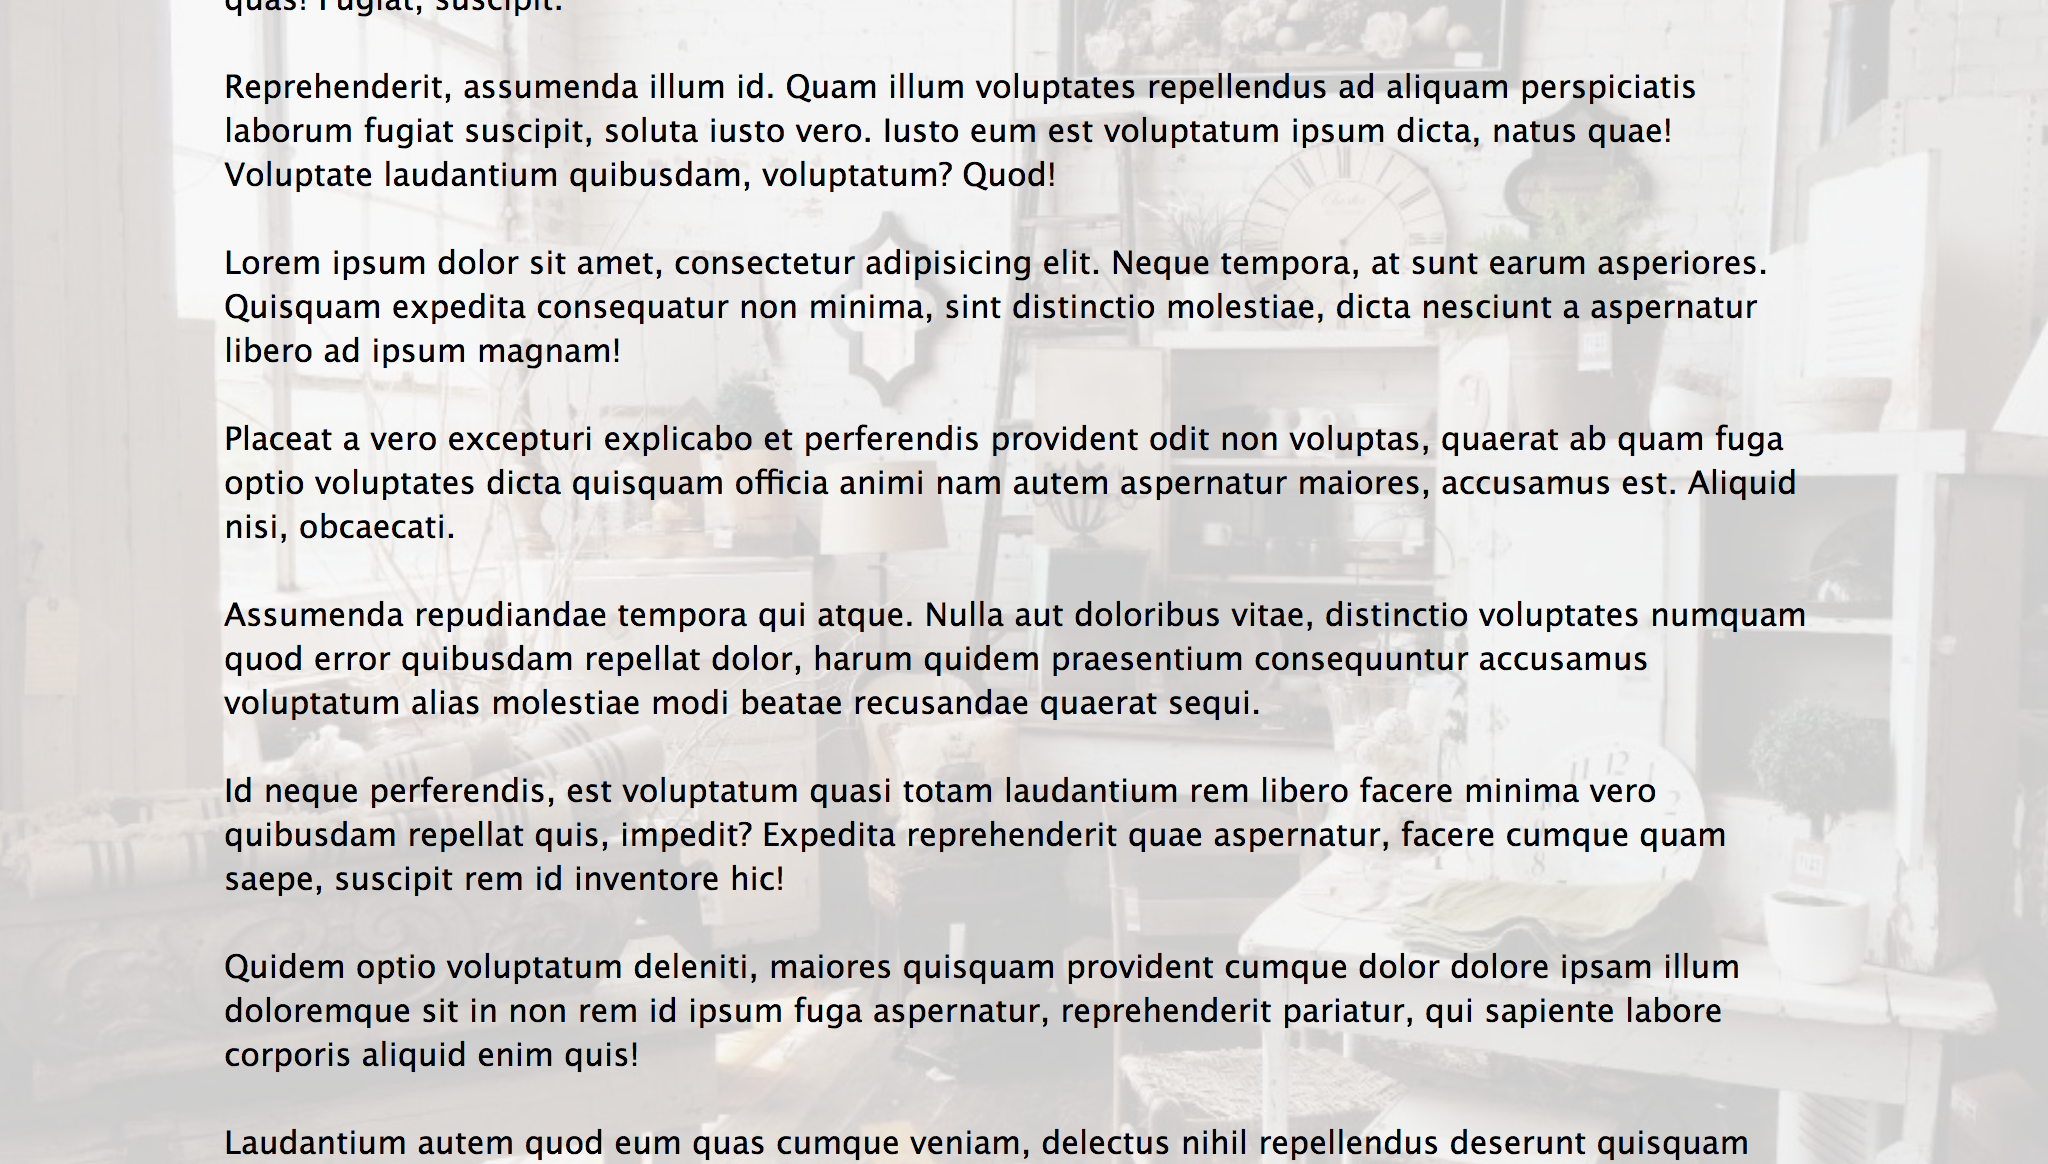 quas! Fugiat, suscipit.
Reprehenderit, assumenda illum id. Quam illum voluptates repellendus ad aliquam perspiciatis
laborum fugiat suscipit, soluta iusto vero. Iusto eum est voluptatum ipsum dicta, natus quae!
Voluptate laudantium quibusdam, voluptatum? Quod!
Lorem ipsum dolor sit amet, consectetur adipisicing elit. Neque tempora, at sunt earum asperiores.
Quisquam expedita consequatur non minima, sint distinctio molestiae, dicta nesciunt a aspernatur
libero ad ipsum magnam!
Placeat a vero excepturi explicabo et perferendis provident odit non voluptas, quaerat ab quam fuga
optio voluptates dicta quisquam officia animi nam autem aspernatur maiores, accusamus est. Aliquid
nisi, obcaecati.
Assumenda repudiandae tempora qui atque. Nulla aut doloribus vitae, distinctio voluptates numquam
quod error quibusdam repellat dolor, harum quidem praesentium consequuntur accusamus
voluptatum alias molestiae modi beatae recusandae quaerat sequi.
Id neque perferendis, est voluptatum quasi totam laudantium rem libero facere minima vero
quibusdam repellat quis, impedit? Expedita reprehenderit quae aspernatur, facere cumque quam
saepe, suscipit rem id inventore hic!
Quidem optio voluptatum deleniti, maiores quisquam provident cumque dolor dolore ipsam illum
doloremque sit in non rem id ipsum fuga aspernatur, reprehenderit pariatur, qui sapiente labore
corporis aliquid enim quis!
Laudantium autem quod eum quas cumque veniam, delectus nihil repellendus deserunt quisquam